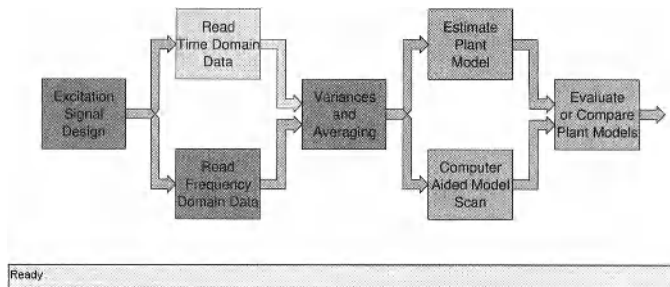 Excitation
Signal
Design
Read
Time Domain
Data
Read
Frequency
Domain Data
Variances
and
Averaging
Estimate
Plant
Model
Computer
Aided Model
Scan
Evaluate
or Compare
Plant Models
Ready